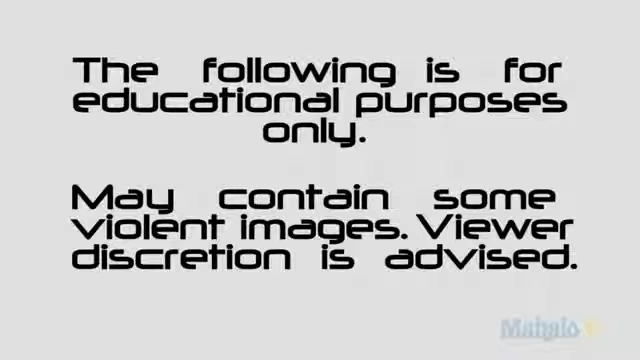 The following is for
educational purposes
only.
May contain some
violent images. Viewer
discretion is advised.
Mahalo